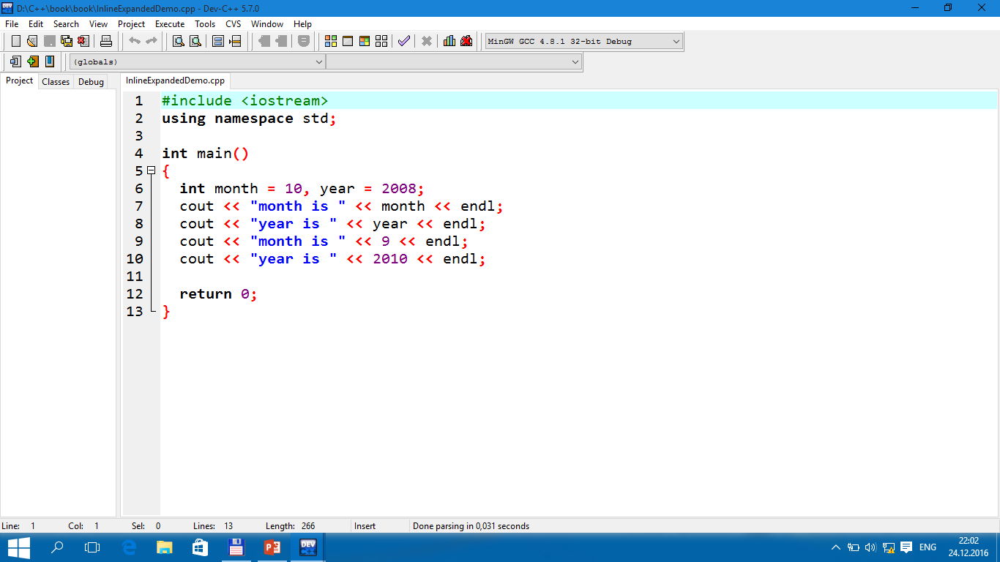 D:\C++\book\book\InlineExpandedDemo.cpp - Dev-C++ 5.7.0
File Edit Search View Project Execute Tools CVS Window Help
MinGW GCC 4.8.1 32-bit Debug
(globals)
Project Classes Debug
InlineExpandedDemo.cpp
1 #include <iostream>
2 using namespace std;
3
4 int main()
5 {
6   int month = 10, year = 2008;
7   cout << "month is " << month << endl;
8   cout << "year is " << year << endl;
9   cout << "month is " << 9 << endl;
10   cout << "year is " << 2010 << endl;
11
12   return 0;
13 }
Line: 1 Col: 1 Sel: 0 Lines: 13 Length: 266 Insert Done parsing in 0,031 seconds
DEV C++
ENG
22:02
24.12.2016